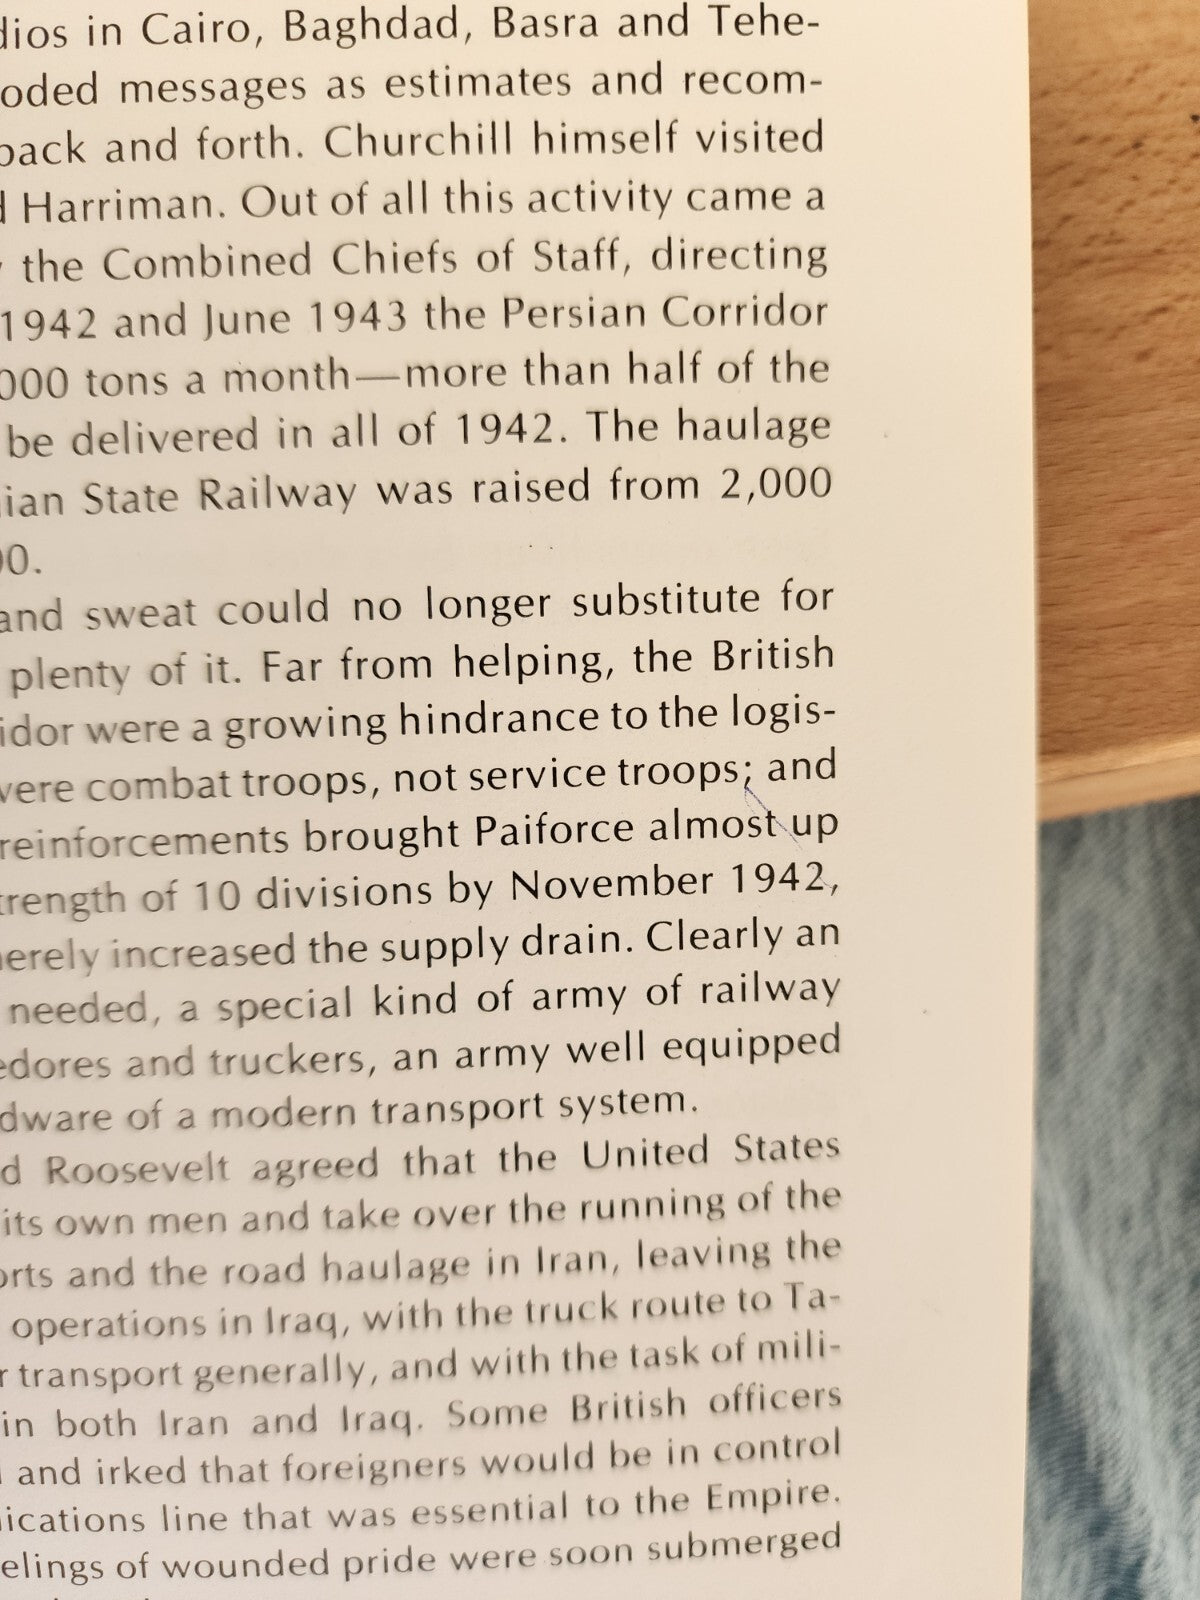 dios in Cairo, Baghdad, Basra and Tehe-
oded messages as estimates and recom-
back and forth. Churchill himself visited
d Harriman. Out of all this activity came a
y the Combined Chiefs of Staff, directing
1942 and June 1943 the Persian Corridor
000 tons a month—more than half of the
be delivered in all of 1942. The haulage
ian State Railway was raised from 2,000
00.
and sweat could no longer substitute for
plenty of it. Far from helping, the British
idor were a growing hindrance to the logis-
were combat troops, not service troops; and
reinforcements brought Paiforce almost up
trength of 10 divisions by November 1942,
merely increased the supply drain. Clearly an
needed, a special kind of army of railway
edores and truckers, an army well equipped
dware of a modern transport system.
d Roosevelt agreed that the United States
its own men and take over the running of the
orts and the road haulage in Iran, leaving the
operations in Iraq, with the truck route to Ta-
r transport generally, and with the task of mili-
in both Iran and Iraq. Some British officers
and irked that foreigners would be in control
ications line that was essential to the Empire.
elings of wounded pride were soon submerged